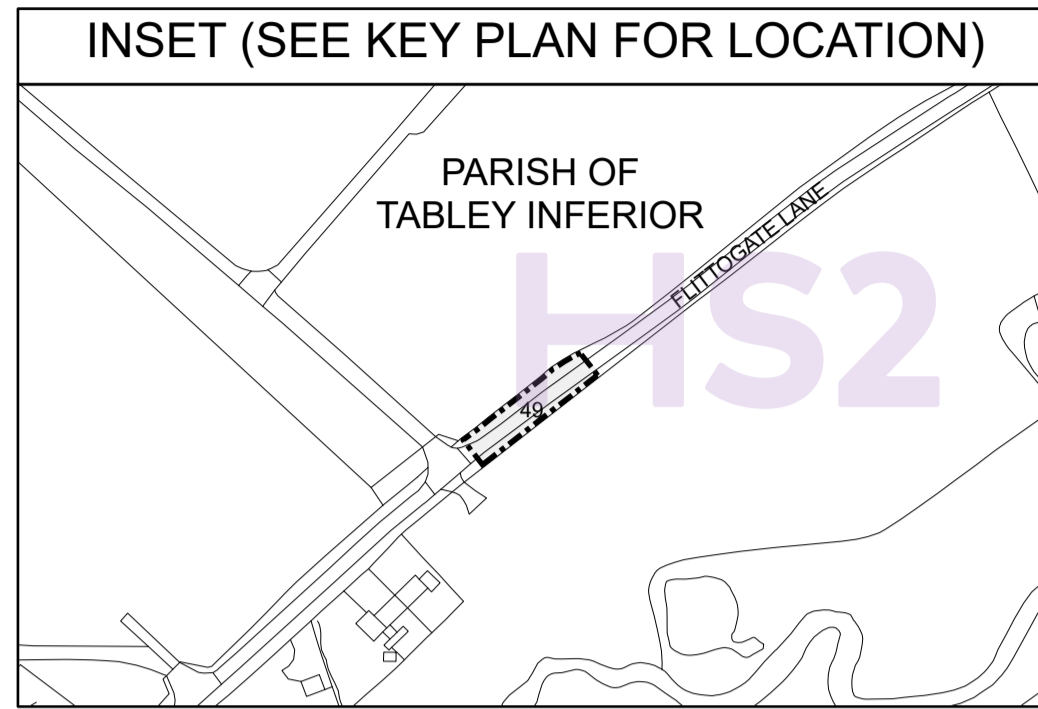 INSET (SEE KEY PLAN FOR LOCATION)
PARISH OF
TABLEY INFERIOR
FLITTOGATE LANE
HS2
49